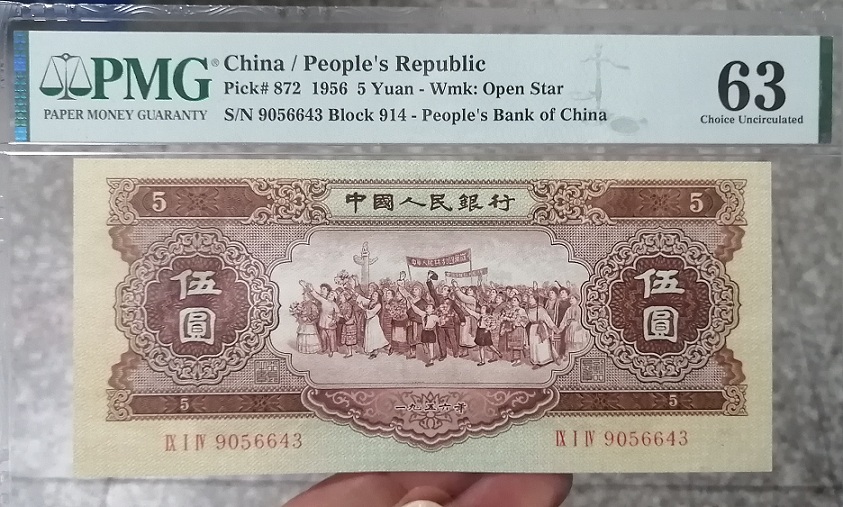 PMG®
PAPER MONEY GUARANTY
China / People's Republic
Pick# 872 1956 5 Yuan - Wmk: Open Star
S/N 9056643 Block 914 - People's Bank of China
63
Choice Uncirculated
5 中國人民銀行 5
伍圓 伍圓
5 一九五六年 5
IX I IV 9056643 IX I IV 9056643